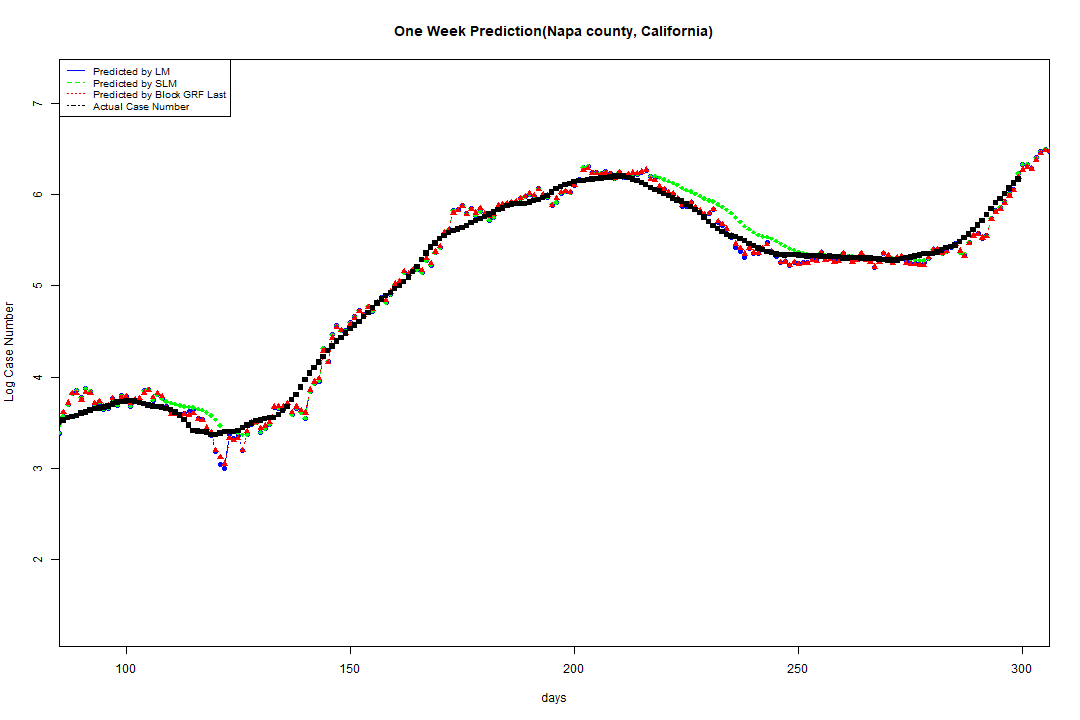 One Week Prediction(Napa county, California)
Predicted by LM
Predicted by SLM
Predicted by Block GRF Last
Actual Case Number
7
6
5
4
3
2
Log Case Number
100 150 200 250 300
days